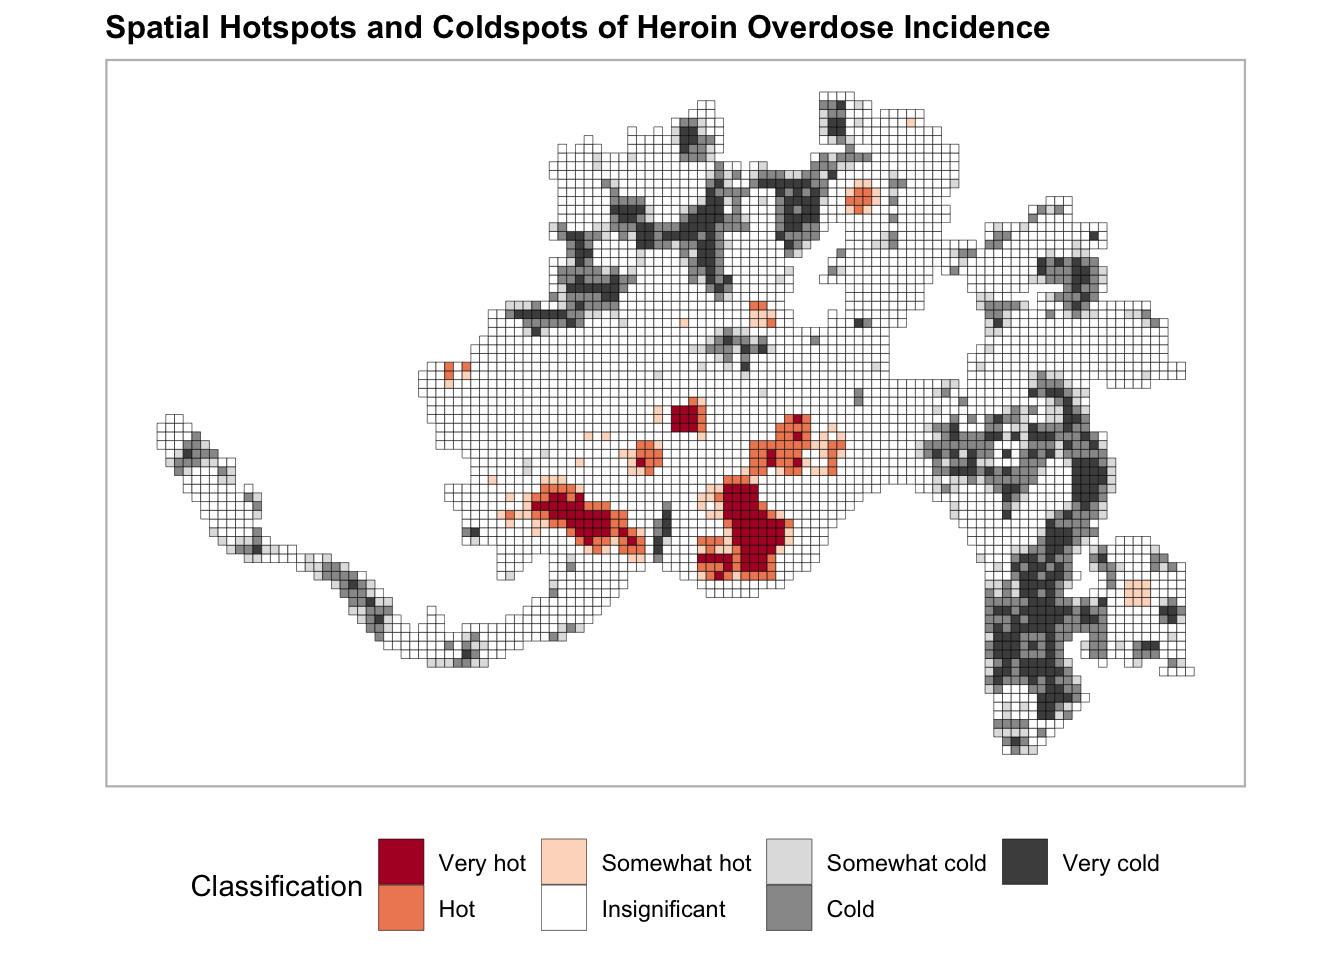 Spatial Hotspots and Coldspots of Heroin Overdose Incidence
Classification
Very hot
Somewhat hot
Somewhat cold
Very cold
Hot
Insignificant
Cold